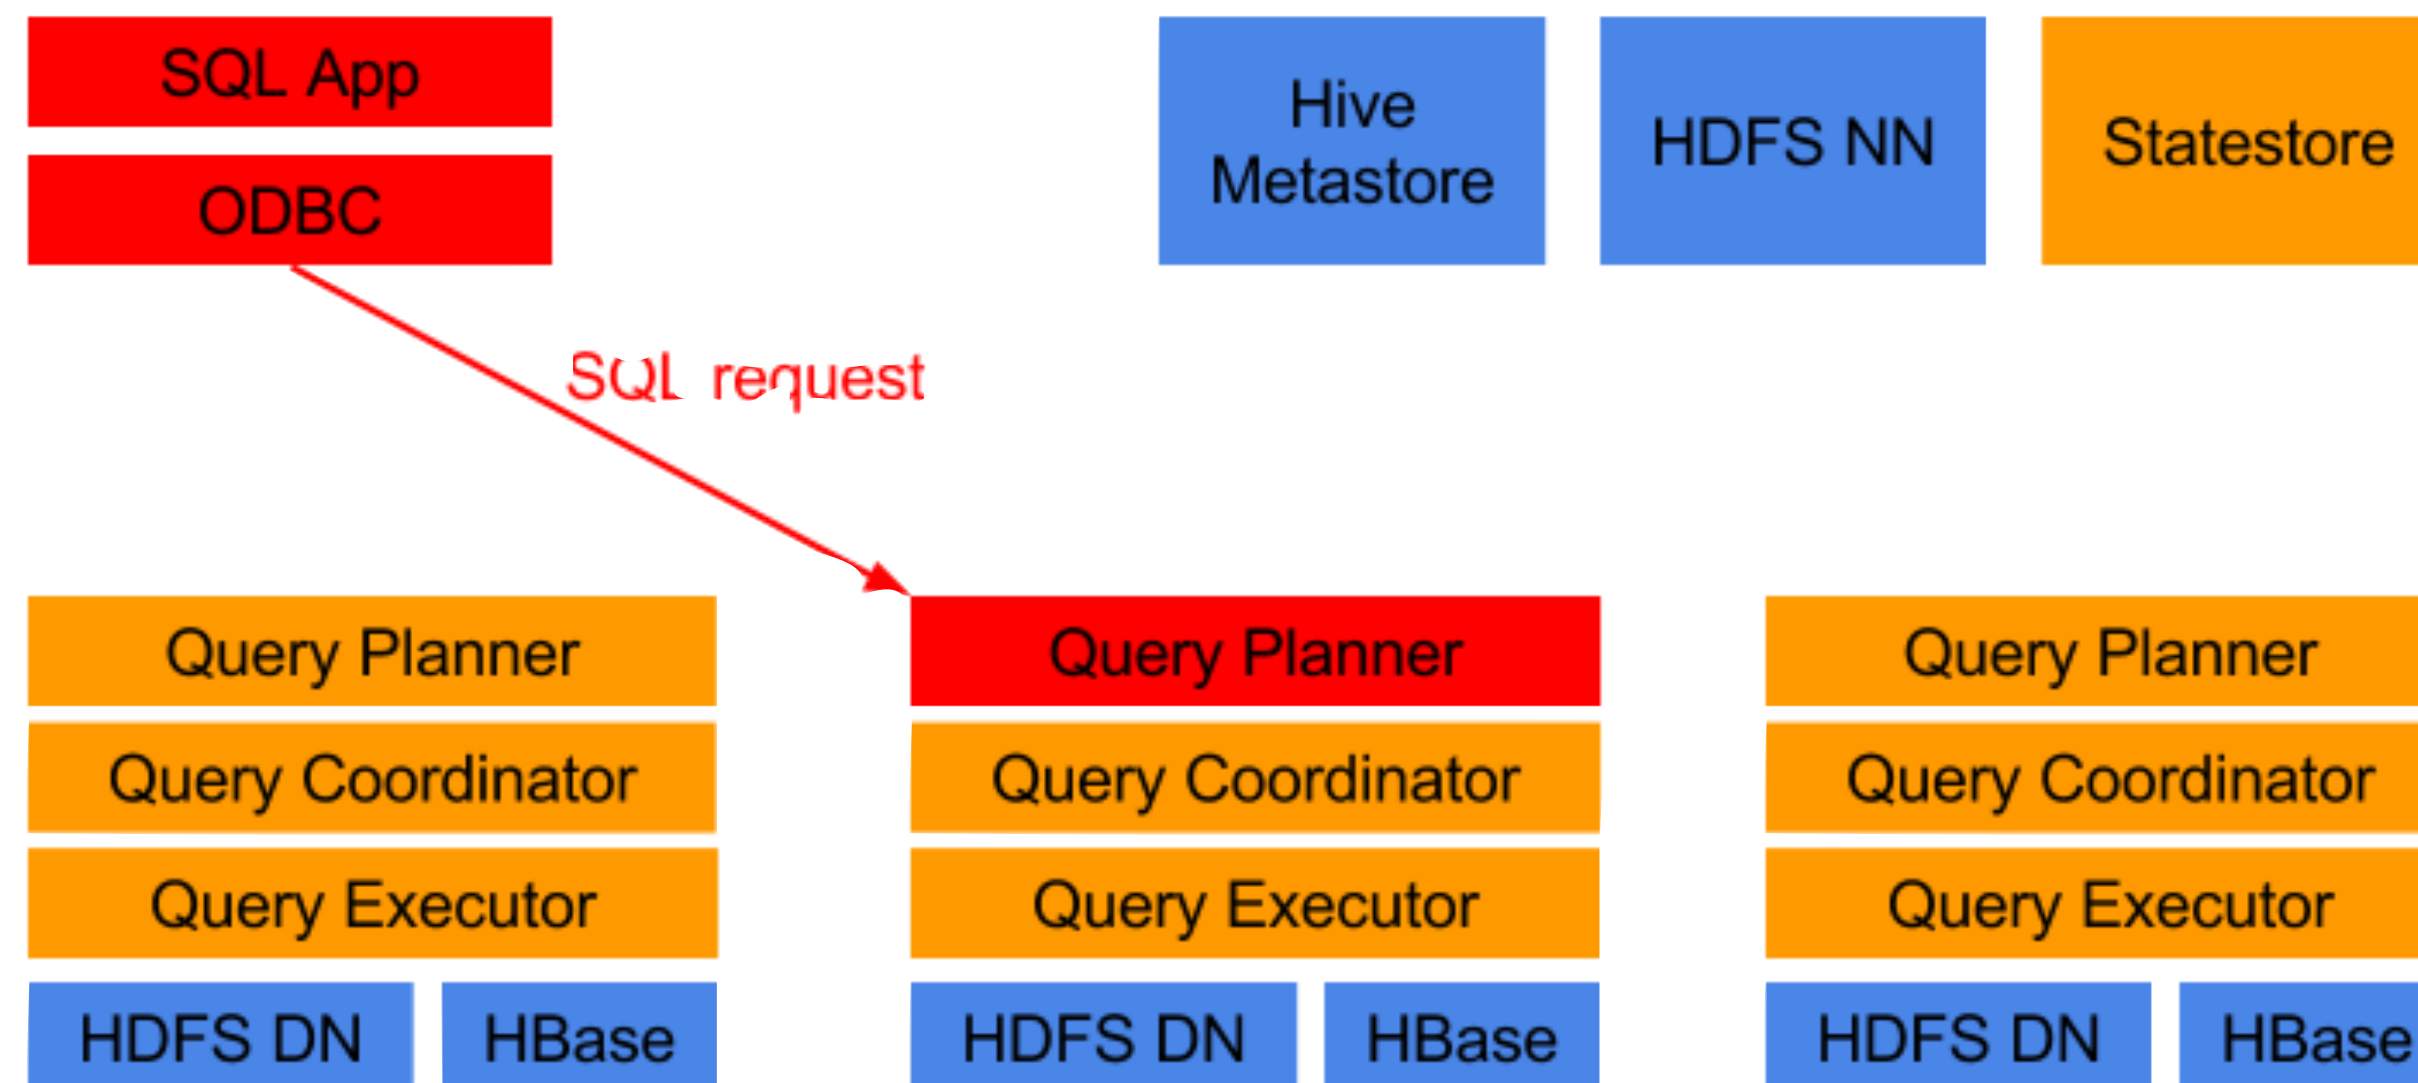 SQL App
ODBC
Hive
Metastore
HDFS NN
Statestore
SQL request
Query Planner
Query Coordinator
Query Executor
HDFS DN
HBase
Query Planner
Query Coordinator
Query Executor
HDFS DN
HBase
Query Planner
Query Coordinator
Query Executor
HDFS DN
HBase